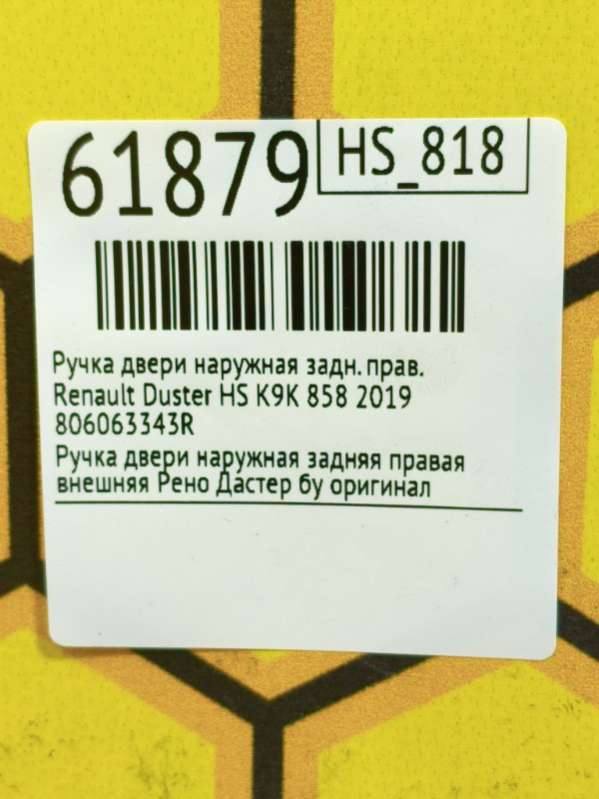 61879
HS_818
Ручка двери наружная задн. прав.
Renault Duster HS K9K 858 2019
806063343R
Ручка двери наружная задняя правая
внешняя Рено Дастер бу оригинал